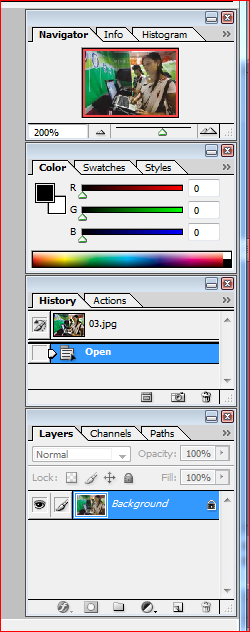 Navigator Info Histogram
200%
Color Swatches Styles
R 0
G 0
B 0
History Actions
03.jpg
Open
Layers Channels Paths
Normal Opacity: 100%
Lock: Fill: 100%
Background